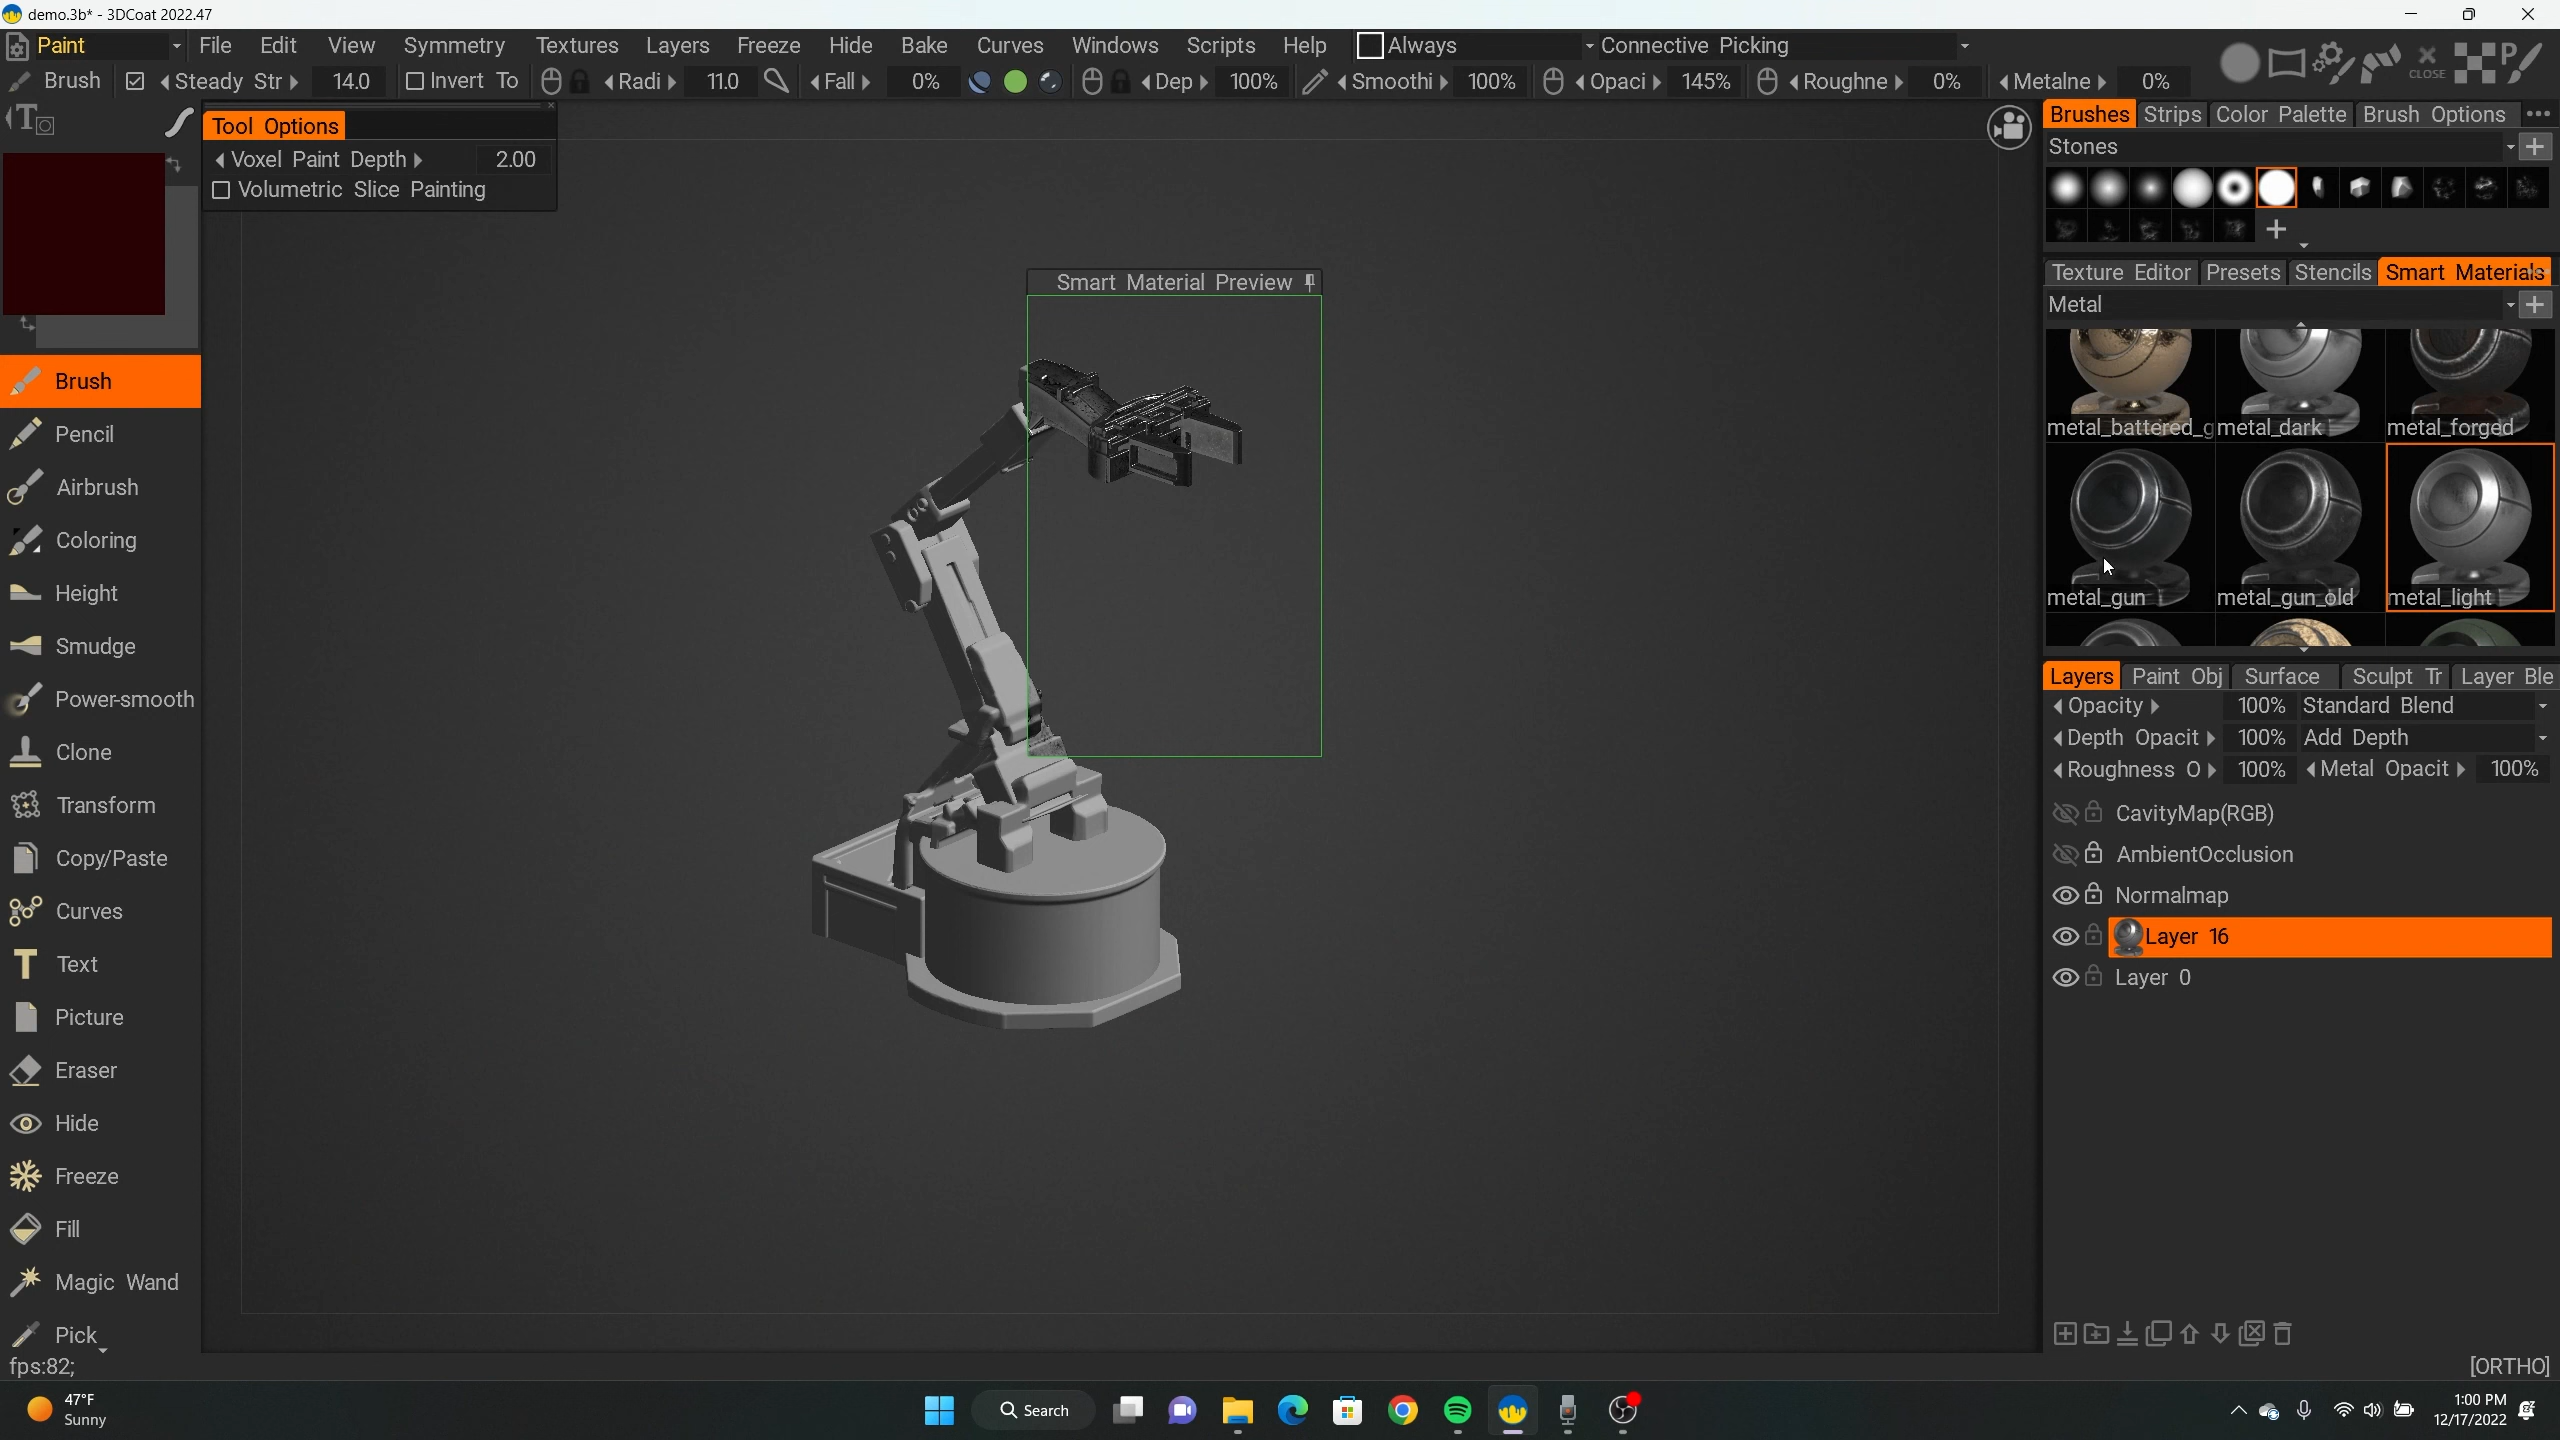 demo.3b* - 3DCoat 2022.47
Paint File Edit View Symmetry Textures Layers Freeze Hide Bake Curves Windows Scripts Help Always Connective Picking
Brush Steady Str 14.0 Invert To Radi 11.0 Fall 0% Dep 100% Smoothi 100% Opaci 145% Roughne 0% Metalne 0%
CLOSE
P
T
Tool Options
Voxel Paint Depth 2.00
Volumetric Slice Painting
Brush
Pencil
Airbrush
Coloring
Height
Smudge
Power-smooth
Clone
Transform
Copy/Paste
Curves
Text
Picture
Eraser
Hide
Freeze
Fill
Magic Wand
Pick
fps:82;
Smart Material Preview
Brushes Strips Color Palette Brush Options
Stones
Texture Editor Presets Stencils Smart Materials
Metal
metal_battered_g metal_dark metal_forged
metal_gun metal_gun_old metal_light
Layers Paint Obj Surface Sculpt Tr Layer Ble
Opacity 100% Standard Blend
Depth Opacit 100% Add Depth
Roughness O 100% Metal Opacit 100%
CavityMap(RGB)
AmbientOcclusion
Normalmap
Layer 16
Layer 0
[ORTHO]
47°F
Sunny
Search
1:00 PM
12/17/2022